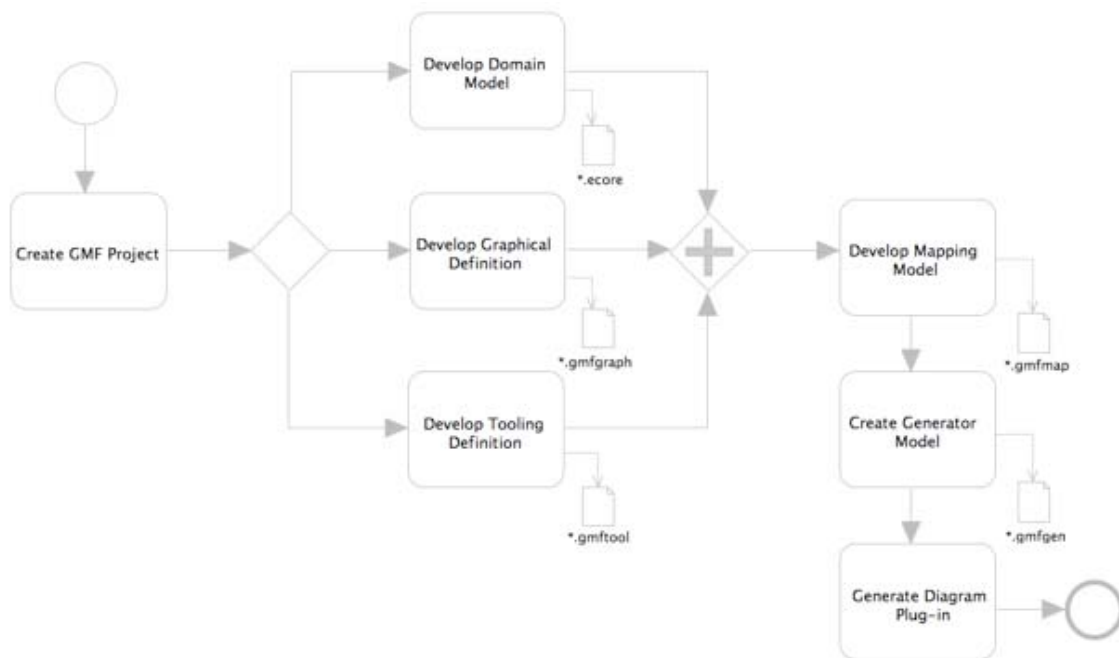 Develop Domain
Model
*.ecore
Create GMF Project
Develop Graphical
Definition
*.gmfgraph
Develop Mapping
Model
*.gmfmap
Develop Tooling
Definition
*.gmftool
Create Generator
Model
*.gmfgen
Generate Diagram
Plug-in